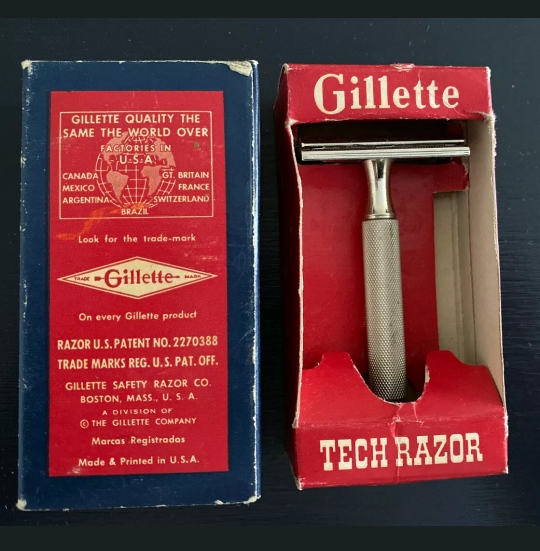 GILLETTE QUALITY THE
SAME THE WORLD OVER
FACTORIES IN
U.S.A.
CANADA GT. BRITAIN
MEXICO FRANCE
ARGENTINA SWITZERLAND
BRAZIL
Look for the trade-mark
TRADE Gillette MARK
On every Gillette product
RAZOR U.S. PATENT NO. 2270388
TRADE MARKS REG. U.S. PAT. OFF.
GILLETTE SAFETY RAZOR CO.
BOSTON, MASS., U. S. A.
A DIVISION OF
© THE GILLETTE COMPANY
Marcas Registradas
Made & Printed in U.S.A.
Gillette
TECH RAZOR